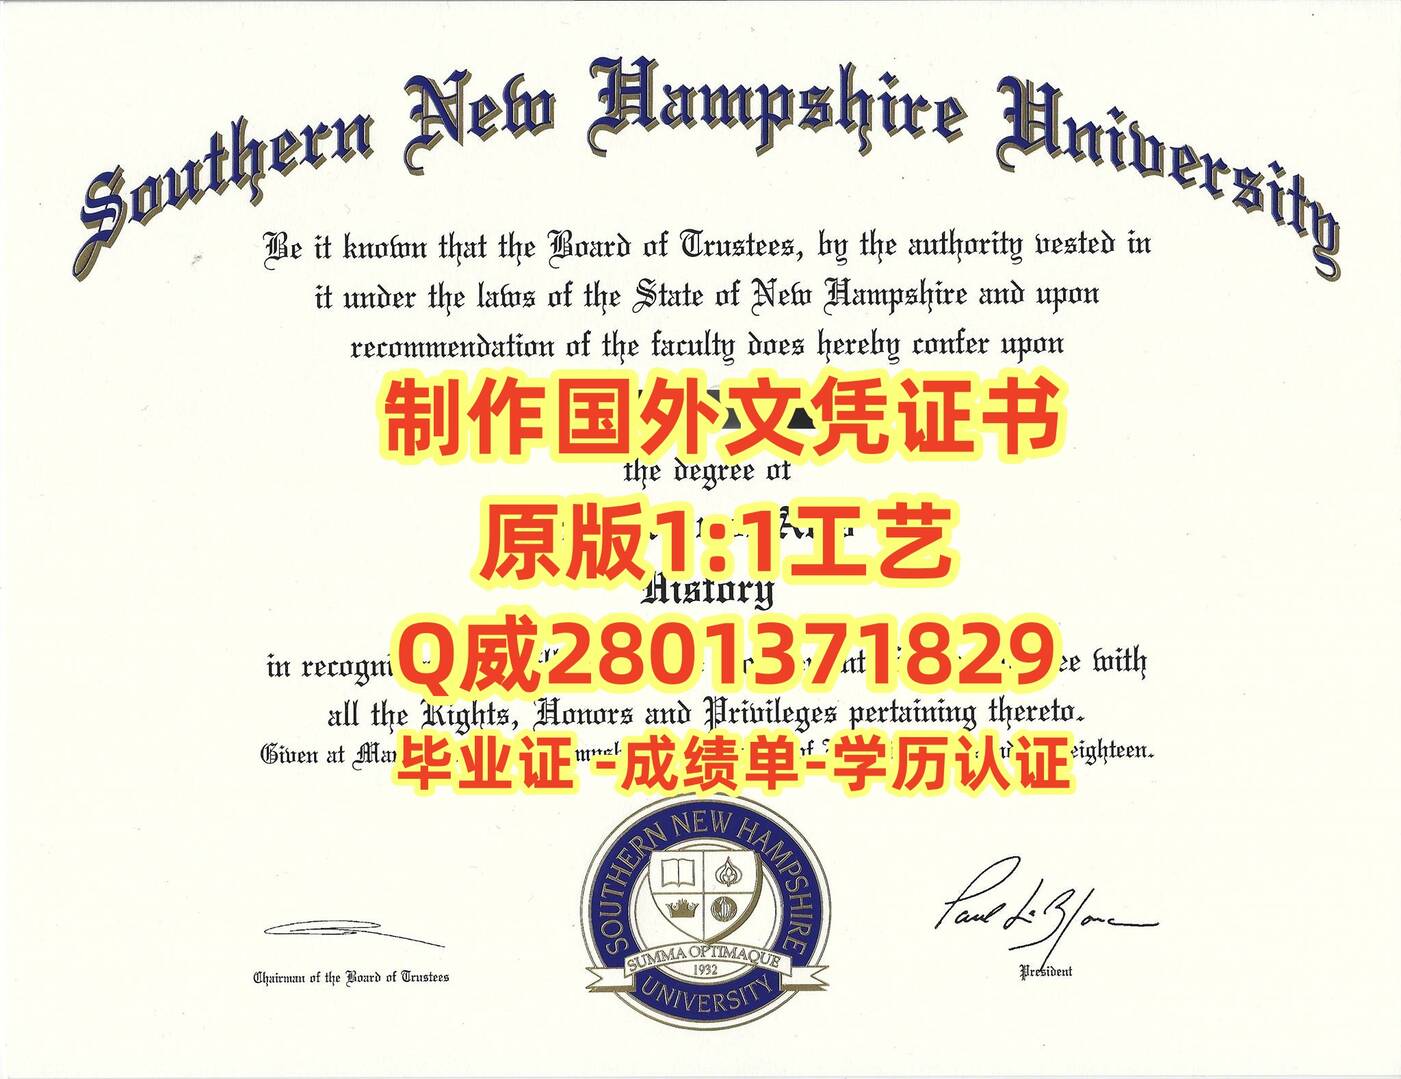 Southern New Hampshire University
Be it known that the Board of Trustees, by the authority vested in
it under the laws of the State of New Hampshire and upon
recommendation of the faculty does hereby confer upon
制作国外文凭证书
the degree of
原版1:1工艺
History
Q威2801371829
in with
all the Rights, Honors and Privileges pertaining thereto.
Given at eighteen.
毕业证 -成绩单-学历认证
SOUTHERN NEW HAMPSHIRE
SUMMA OPTIMAQUE
1932
UNIVERSITY
Paul LeBlanc
Chairman of the Board of Trustees
President